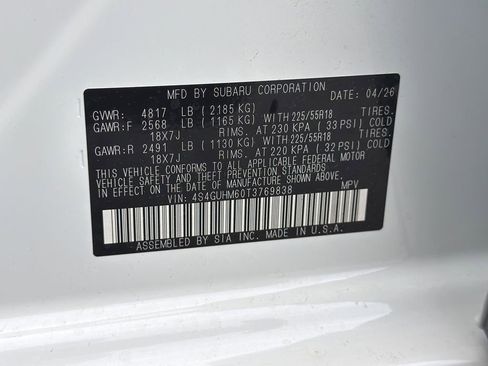 MFD BY SUBARU CORPORATION DATE: 04/26
GVWR: 4817 LB (2185 KG)
GAWR:F 2568 LB (1165 KG) WITH 225/55R18 TIRES.
18X7J RIMS. AT 230 KPA (33 PSI) COLD
GAWR:R 2491 LB (1130 KG) WITH 225/55R18 TIRES.
18X7J RIMS. AT 220 KPA (32 PSI) COLD
THIS VEHICLE CONFORMS TO ALL APPLICABLE FEDERAL MOTOR
VEHICLE SAFETY AND THEFT PREVENTION STANDARDS
IN EFFECT ON THE DATE OF MANUFACTURE SHOWN ABOVE.
VIN: 4S4GUHM60T3769838 MPV
ASSEMBLED BY SIA INC. MADE IN U.S.A.